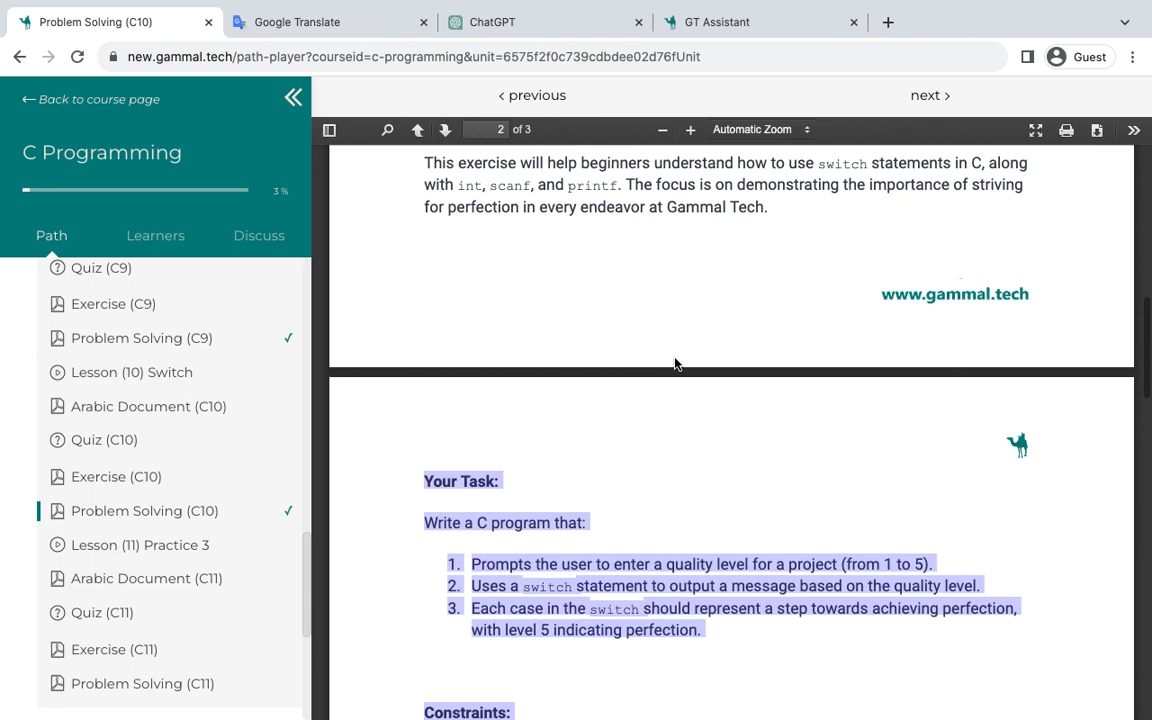 Problem Solving (C10)
Google Translate
ChatGPT
GT Assistant
new.gammal.tech/path-player?courseid=c-programming&unit=6575f2f0c739cdbdee02d76fUnit
Guest
Back to course page
C Programming
3 %
Path
Learners
Discuss
Quiz (C9)
Exercise (C9)
Problem Solving (C9)
Lesson (10) Switch
Arabic Document (C10)
Quiz (C10)
Exercise (C10)
Problem Solving (C10)
Lesson (11) Practice 3
Arabic Document (C11)
Quiz (C11)
Exercise (C11)
Problem Solving (C11)
< previous
next >
2 of 3
Automatic Zoom
This exercise will help beginners understand how to use switch statements in C, along
with int, scanf, and printf. The focus is on demonstrating the importance of striving
for perfection in every endeavor at Gammal Tech.
www.gammal.tech
Your Task:
Write a C program that:
1. Prompts the user to enter a quality level for a project (from 1 to 5).
2. Uses a switch statement to output a message based on the quality level.
3. Each case in the switch should represent a step towards achieving perfection,
with level 5 indicating perfection.
Constraints: